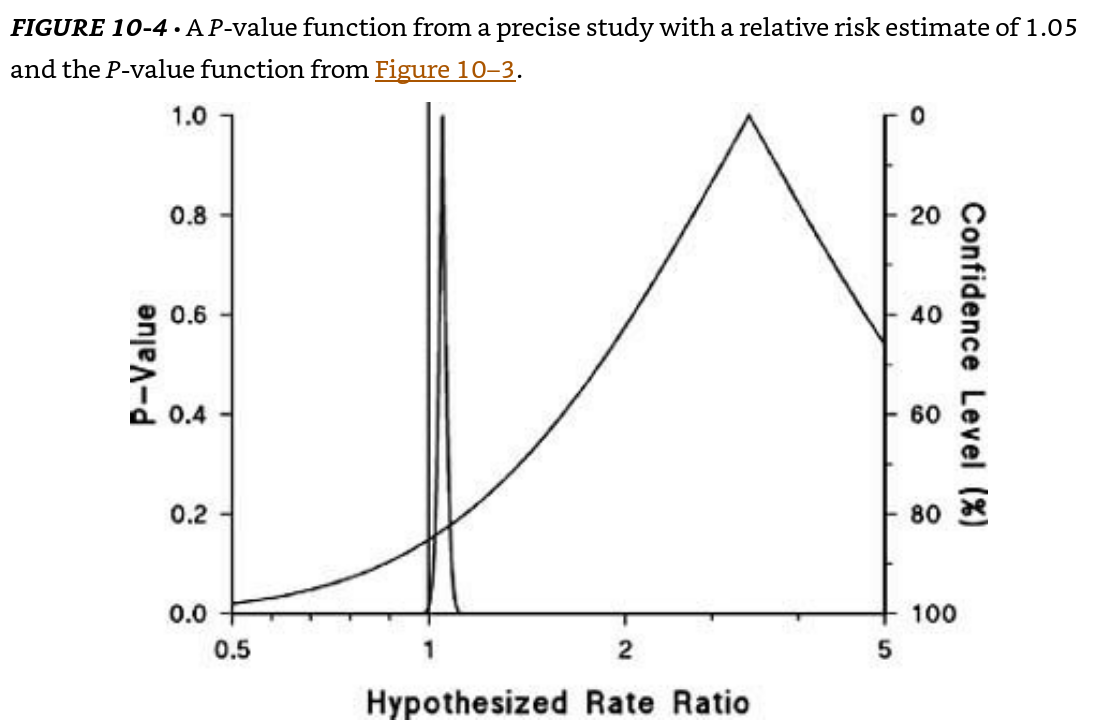 FIGURE 10-4 • A P-value function from a precise study with a relative risk estimate of 1.05
and the P-value function from Figure 10–3.
1.0
0.8
0.6
0.4
0.2
0.0
P-Value
0
20
40
60
80
100
Confidence Level (%)
0.5 1 2 5
Hypothesized Rate Ratio